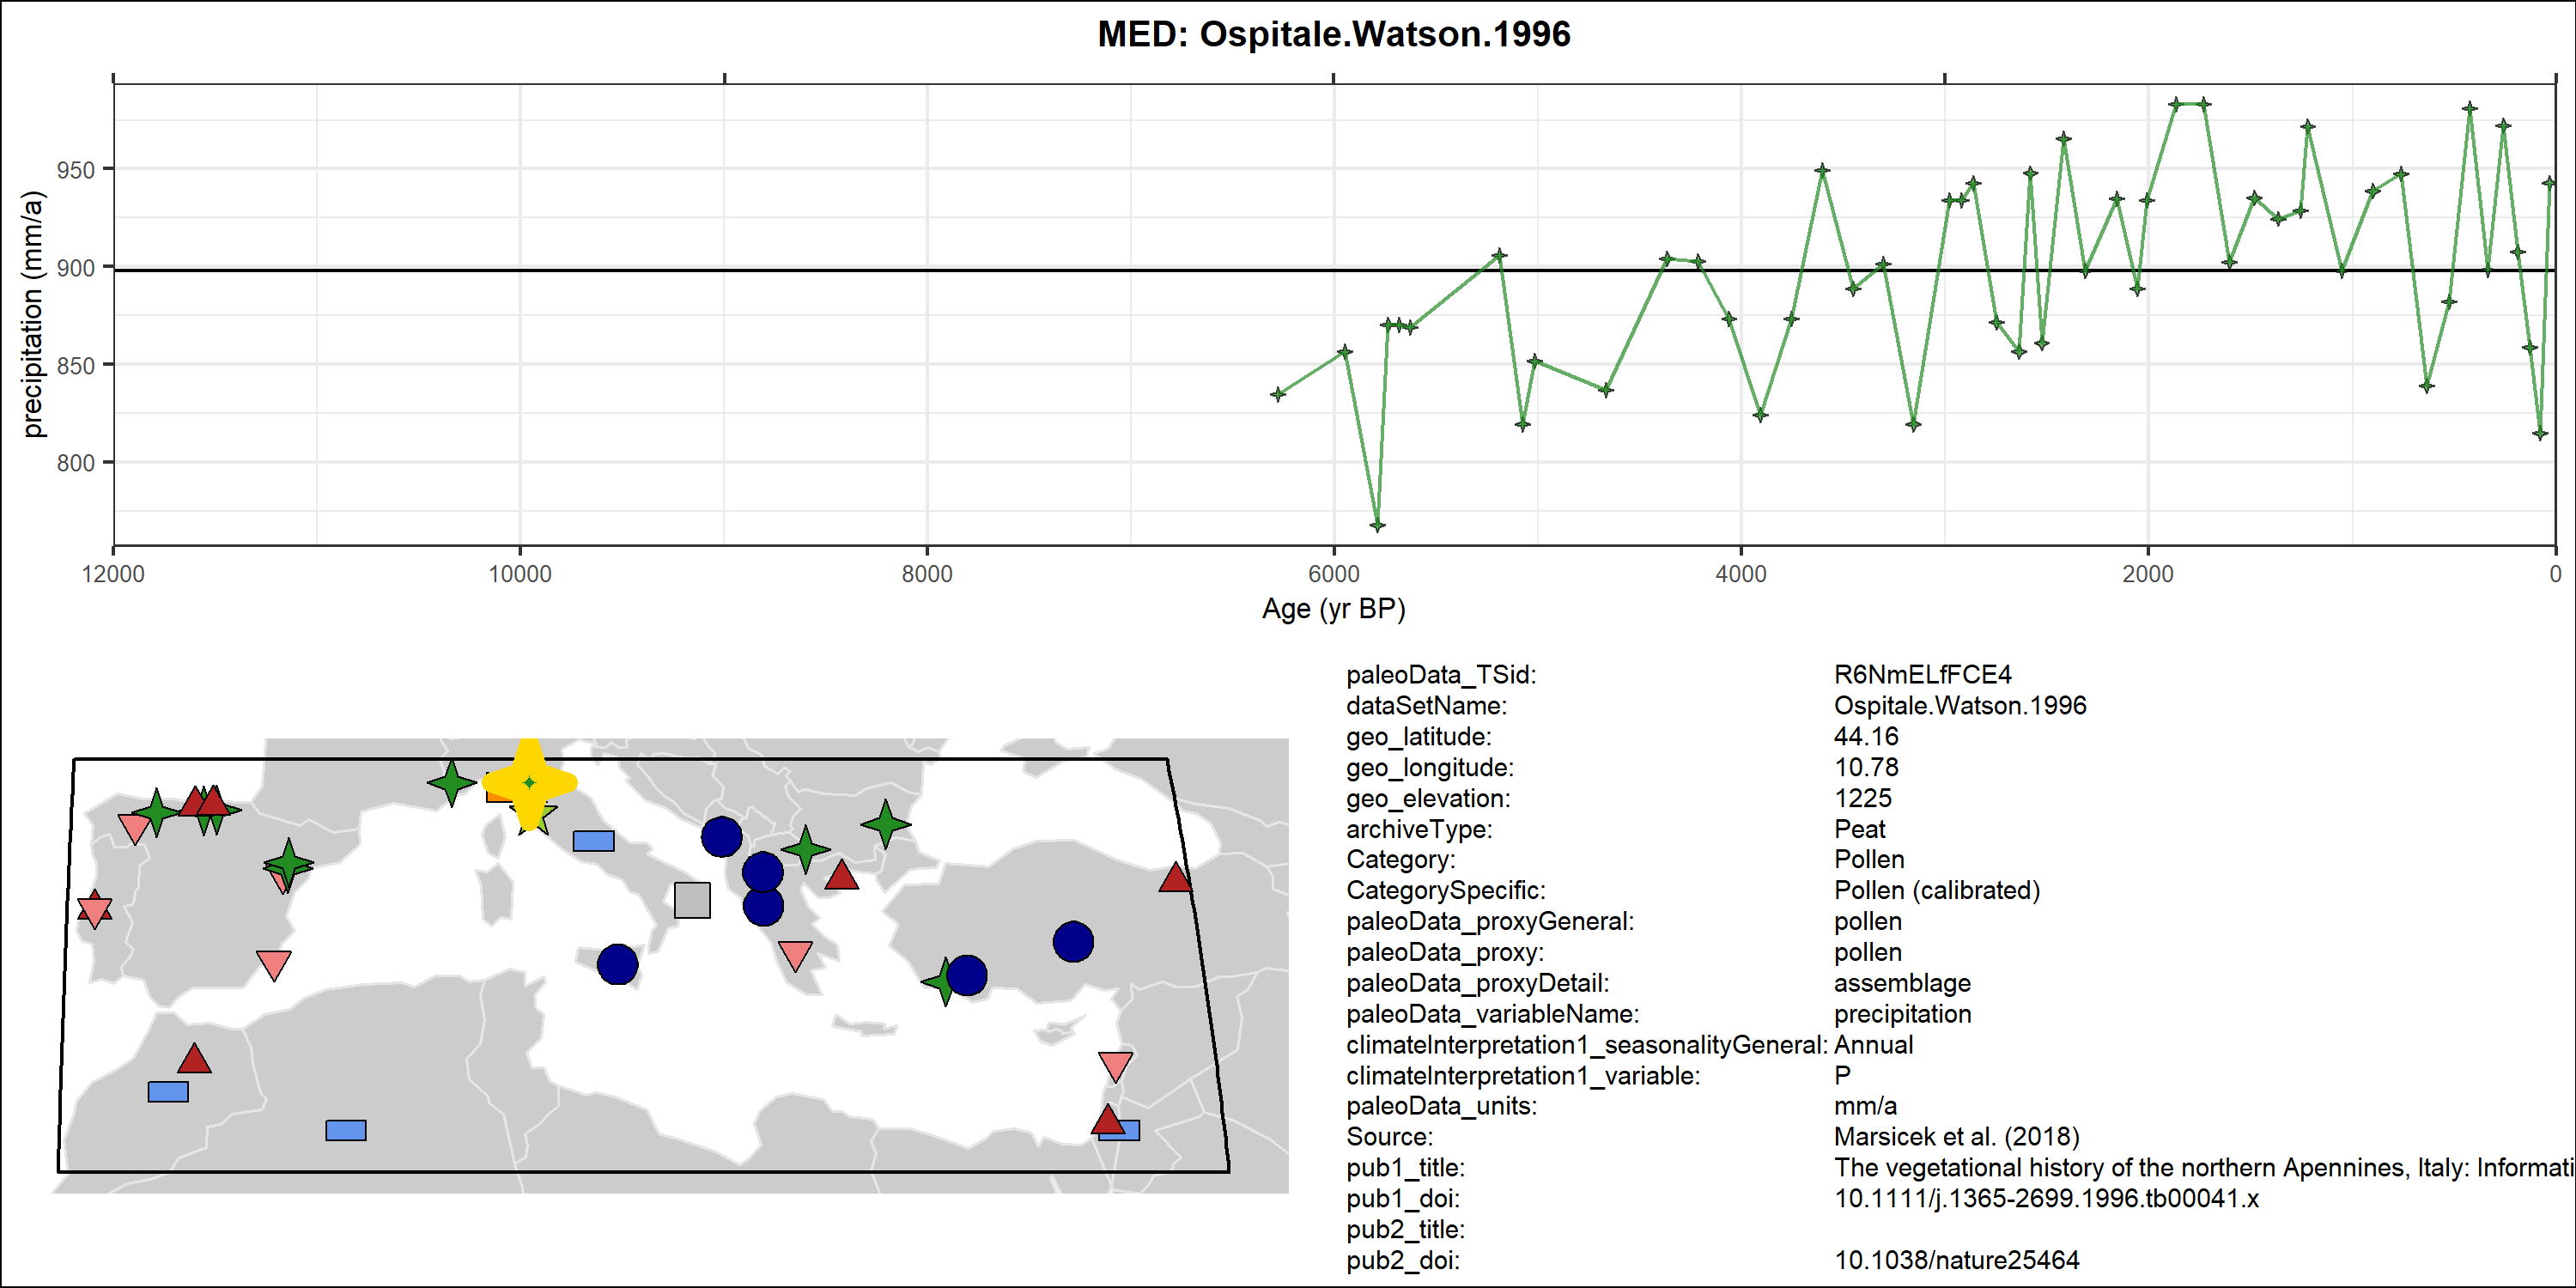 MED: Ospitale.Watson.1996
precipitation (mm/a)
950
900
850
800
12000 10000 8000 6000 4000 2000 0
Age (yr BP)
paleoData_TSid: R6NmELfFCE4
dataSetName: Ospitale.Watson.1996
geo_latitude: 44.16
geo_longitude: 10.78
geo_elevation: 1225
archiveType: Peat
Category: Pollen
CategorySpecific: Pollen (calibrated)
paleoData_proxyGeneral: pollen
paleoData_proxy: pollen
paleoData_proxyDetail: assemblage
paleoData_variableName: precipitation
climateInterpretation1_seasonalityGeneral: Annual
climateInterpretation1_variable: P
paleoData_units: mm/a
Source: Marsicek et al. (2018)
pub1_title: The vegetational history of the northern Apennines, Italy: Informati
pub1_doi: 10.1111/j.1365-2699.1996.tb00041.x
pub2_title:
pub2_doi: 10.1038/nature25464